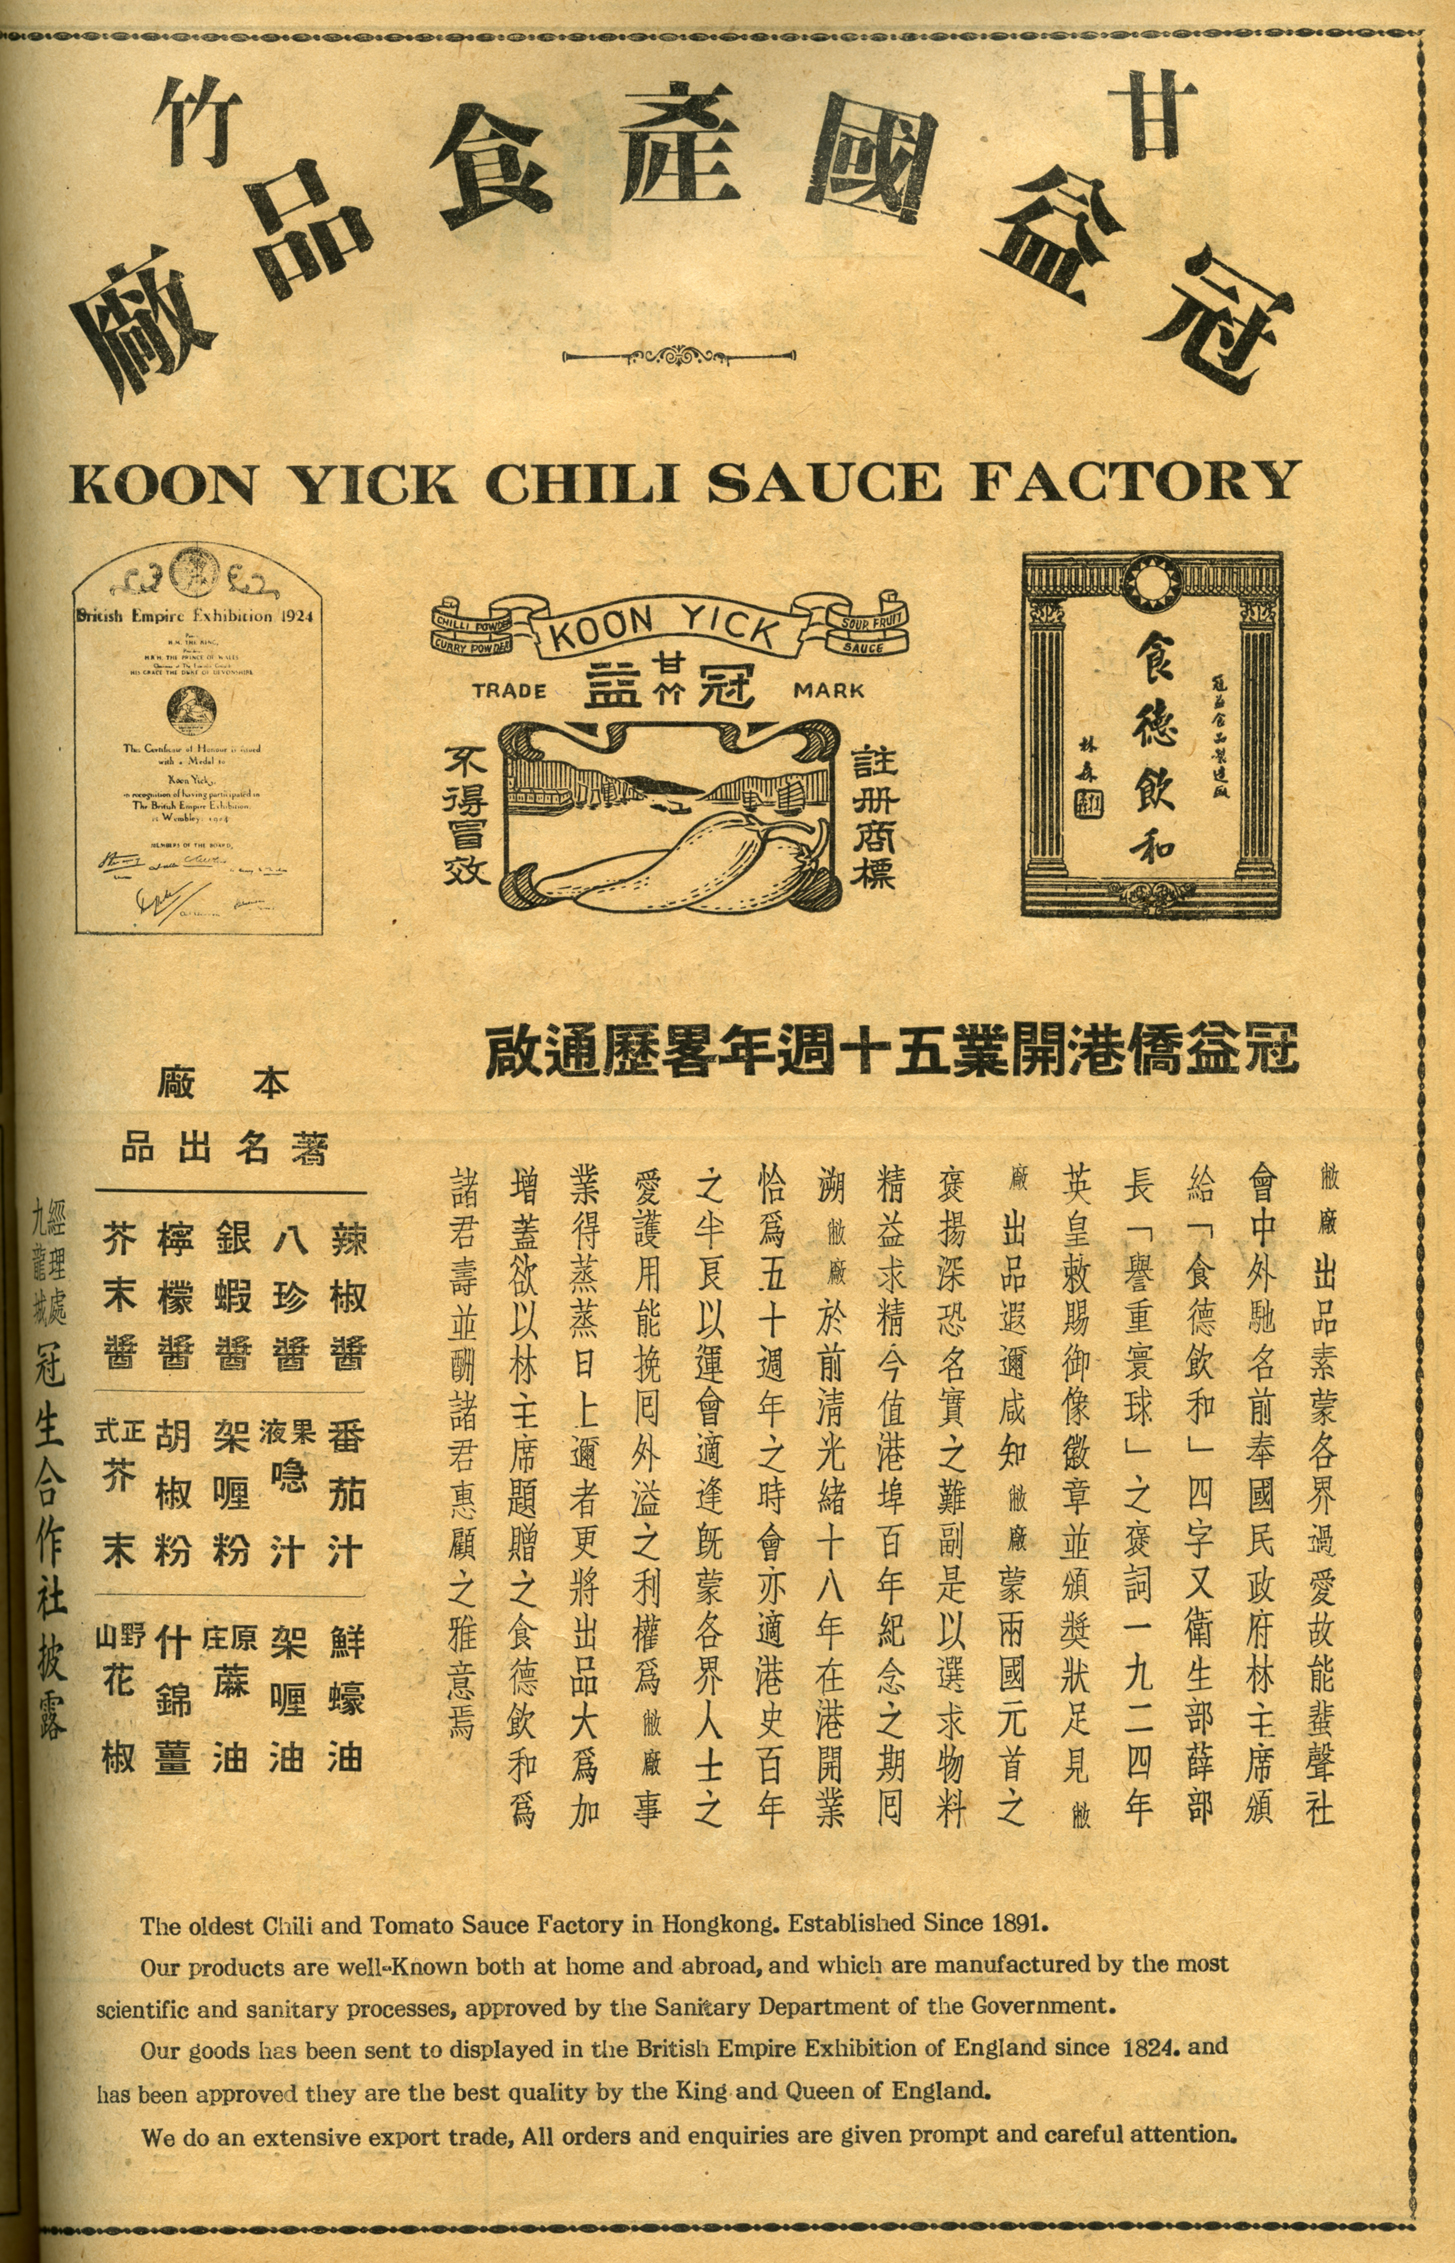 甘竹
冠益國產食品廠
KOON YICK CHILI SAUCE FACTORY
British Empire Exhibition 1924
H.M. THE KING,
H.R.H. THE PRINCE OF WALES
HIS GRACE THE DUKE OF DEVONSHIRE
This Certificate of Honour is issued
with a Medal to
Koon Yick,
in recognition of having participated in
The British Empire Exhibition,
Wembley, 1924
MEMBERS OF THE BOARD,
CHILLI POWDER
CURRY POWDER
KOON YICK
SOUR FRUIT
SAUCE
TRADE
冠甘竹益
MARK
註册商標
不得冒效
冠益食品製造廠
食德飲和
林森
冠益僑港開業五十週年畧歷通啟
敝廠出品素蒙各界過愛故能蜚聲社
會中外馳名前奉國民政府林主席頒
給「食德飲和」四字又衛生部薛部
長「譽重寰球」之褒詞一九二四年
英皇敕賜御像徽章並頒獎狀足見敝
廠出品遐邇咸知敝廠蒙兩國元首之
褒揚深恐名實之難副是以選求物料
精益求精今值港埠百年紀念之期囘
溯敝廠於前清光緒十八年在港開業
恰爲五十週年之時會亦適港史百年
之半良以運會適逢旣蒙各界人士之
愛護用能挽囘外溢之利權爲敝廠事
業得蒸蒸日上邇者更將出品大爲加
增蓋欲以林主席題贈之食德飲和爲
諸君壽並酬諸君惠顧之雅意焉
本廠
著名出品
辣椒醬
八珍醬
銀蝦醬
檸檬醬
芥末醬
番茄汁
果液喼汁
架喱粉
胡椒粉
正式芥末
鮮蠔油
架喱油
原庄蔴油
什錦薑
野山花椒
經理處
九龍城
冠生合作社披露
The oldest Chili and Tomato Sauce Factory in Hongkong. Established Since 1891.
Our products are well-Known both at home and abroad, and which are manufactured by the most
scientific and sanitary processes, approved by the Sanitary Department of the Government.
Our goods has been sent to displayed in the British Empire Exhibition of England since 1824. and
has been approved they are the best quality by the King and Queen of England.
We do an extensive export trade, All orders and enquiries are given prompt and careful attention.